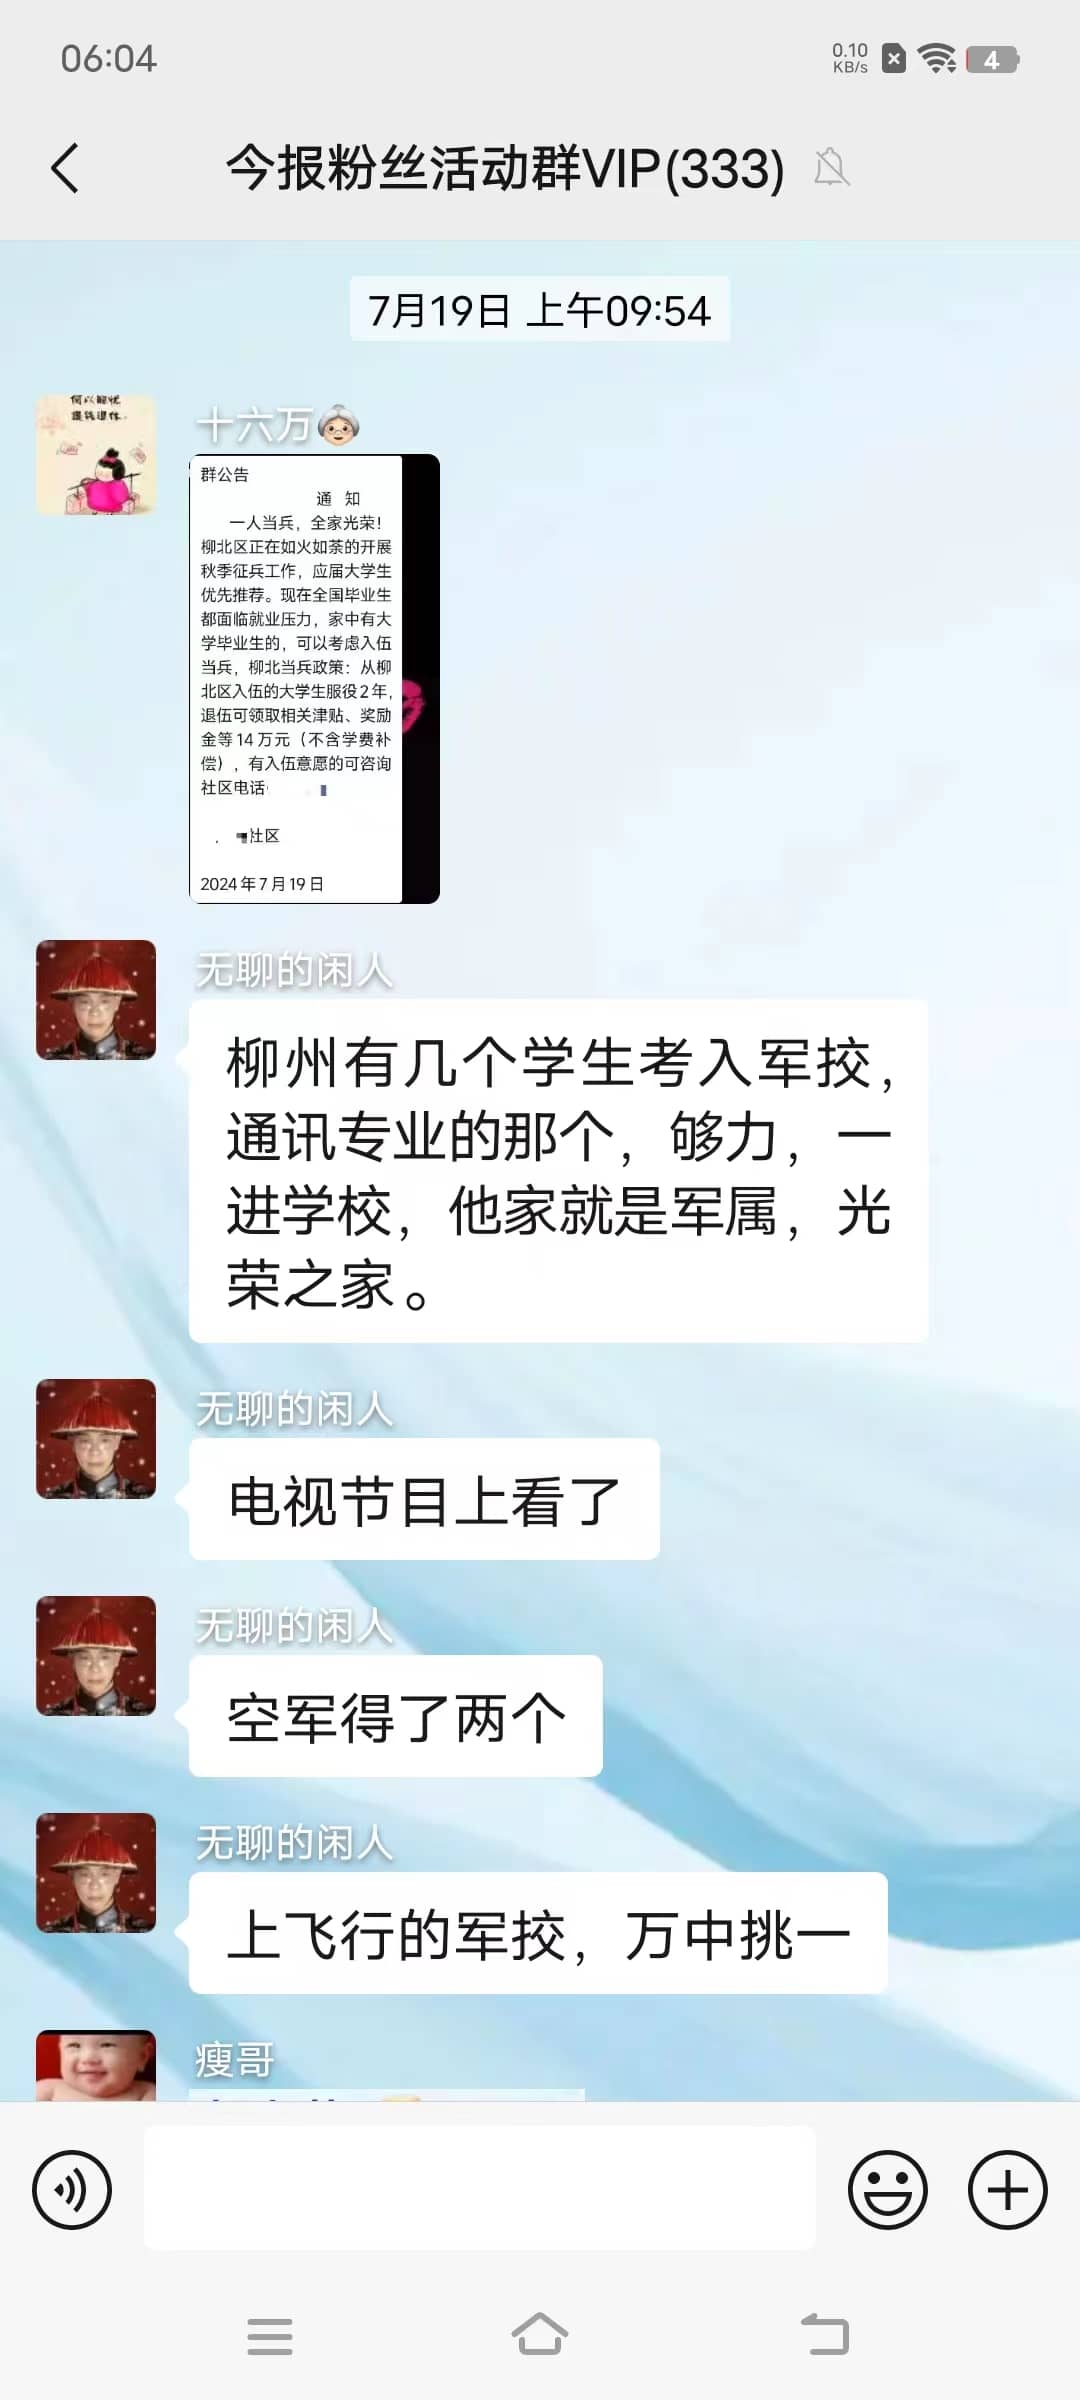 06:04
0.10
KB/s
4
今报粉丝活动群VIP(333)
7月19日 上午09:54
何以解忧
提钱退休.
十六万
群公告
通 知
一人当兵，全家光荣！
柳北区正在如火如荼的开展
秋季征兵工作，应届大学生
优先推荐。现在全国毕业生
都面临就业压力，家中有大
学毕业生的，可以考虑入伍
当兵，柳北当兵政策：从柳
北区入伍的大学生服役2年，
退伍可领取相关津贴、奖励
金等14万元（不含学费补
偿），有入伍意愿的可咨询
社区电话
社区
2024年7月19日
无聊的闲人
柳州有几个学生考入军挍，
通讯专业的那个，够力，一
进学校，他家就是军属，光
荣之家。
无聊的闲人
电视节目上看了
无聊的闲人
空军得了两个
无聊的闲人
上飞行的军挍，万中挑一
瘦哥